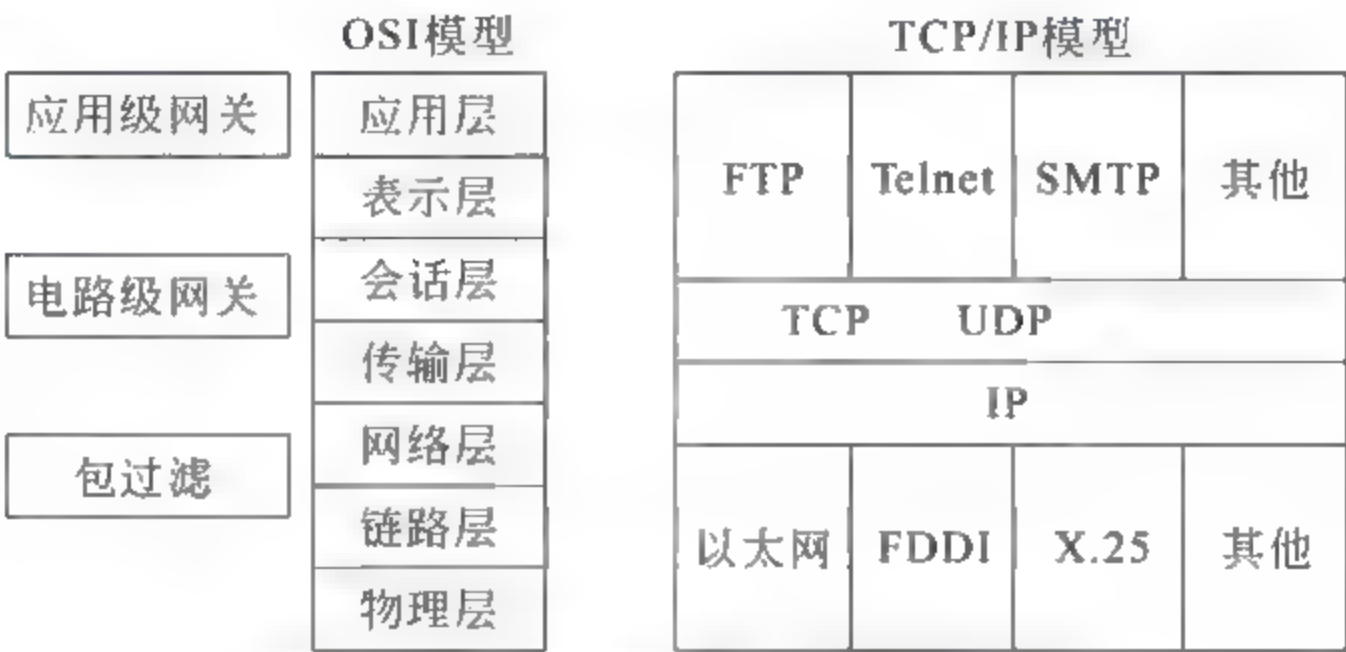 OSI模型
TCP/IP模型
应用级网关
电路级网关
包过滤
应用层
表示层
会话层
传输层
网络层
链路层
物理层
FTP Telnet SMTP 其他
TCP UDP
IP
以太网 FDDI X.25 其他